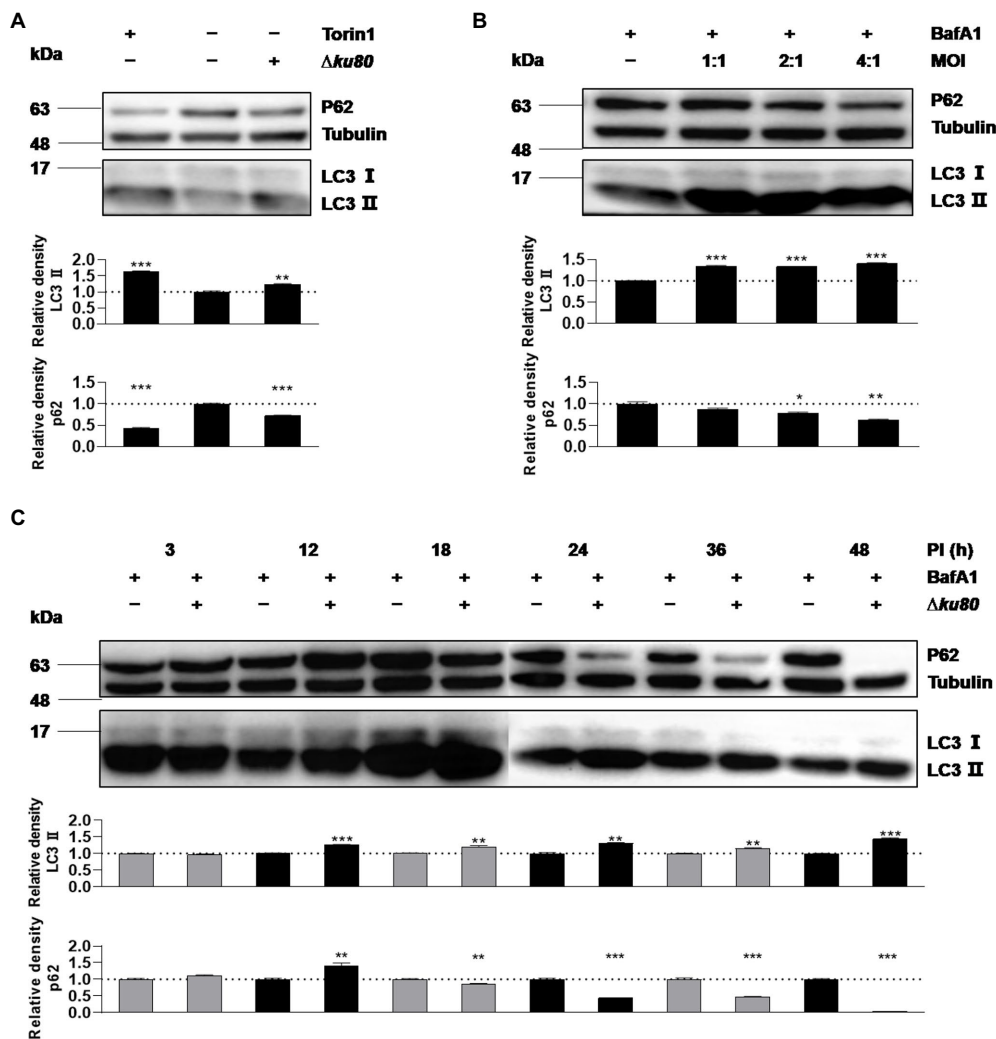 A
+ − − Torin1
kDa − − + Δku80
63 P62
Tubulin
48
17
LC3 Ⅰ
LC3 Ⅱ
Relative density
LC3 Ⅱ
2.0
1.5
1.0
0.5
0.0
*** **
Relative density
p62
1.5
1.0
0.5
0.0
*** ***
B
+ + + + BafA1
kDa − 1:1 2:1 4:1 MOI
63 P62
Tubulin
48
17
LC3 Ⅰ
LC3 Ⅱ
Relative density
LC3 Ⅱ
1.5
1.0
0.5
0.0
*** *** ***
Relative density
p62
1.5
1.0
0.5
0.0
* **
C
3 12 18 24 36 48 PI (h)
+ + + + + + + + + + + + BafA1
− + − + − + − + − + − + Δku80
kDa
63 P62
Tubulin
48
17
LC3 Ⅰ
LC3 Ⅱ
Relative density
LC3 Ⅱ
2.0
1.5
1.0
0.5
0.0
*** ** ** ** ***
Relative density
p62
2.0
1.5
1.0
0.5
0.0
** ** *** *** ***